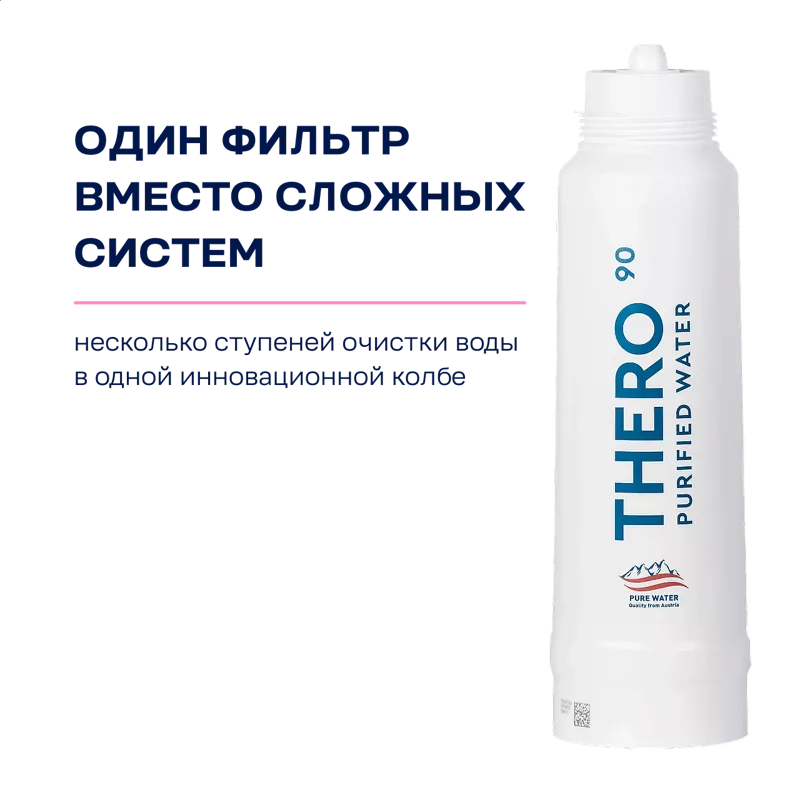 ОДИН ФИЛЬТР
ВМЕСТО СЛОЖНЫХ
СИСТЕМ
несколько ступеней очистки воды
в одной инновационной колбе
THERO 90
PURIFIED WATER
PURE WATER
Quality from Austria